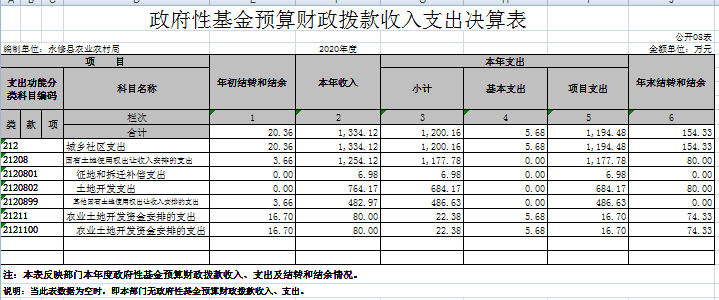 政府性基金预算财政拨款收入支出决算表
公开08表
编制单位：永修县农业农村局 2020年度 金额单位：万元
项 目 年初结转和结余 本年收入 本年支出 年末结转和结余
支出功能分类科目编码 科目名称 小计 基本支出 项目支出
类 款 项 栏次 1 2 3 4 5 6
合计 20.36 1,334.12 1,200.16 5.68 1,194.48 154.33
212 城乡社区支出 20.36 1,334.12 1,200.16 5.68 1,194.48 154.33
21208 国有土地使用权出让收入安排的支出 3.66 1,254.12 1,177.78 0.00 1,177.78 80.00
2120801 征地和拆迁补偿支出 0.00 6.98 6.98 0.00 6.98 0.00
2120802 土地开发支出 0.00 764.17 684.17 0.00 684.17 80.00
2120899 其他国有土地使用权出让收入安排的支出 3.66 482.97 486.63 0.00 486.63 0.00
21211 农业土地开发资金安排的支出 16.70 80.00 22.38 5.68 16.70 74.33
2121100 农业土地开发资金安排的支出 16.70 80.00 22.38 5.68 16.70 74.33
注：本表反映部门本年度政府性基金预算财政拨款收入、支出及结转和结余情况。
说明：当此表数据为空时，即本部门无政府性基金预算财政拨款收入、支出。